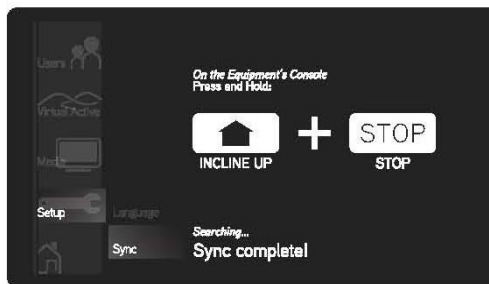 Users
Virtual Active
Media
Setup
Language
Sync
On the Equipment's Console
Press and Hold:
STOP
INCLINE UP
STOP
Searching...
Sync complete!